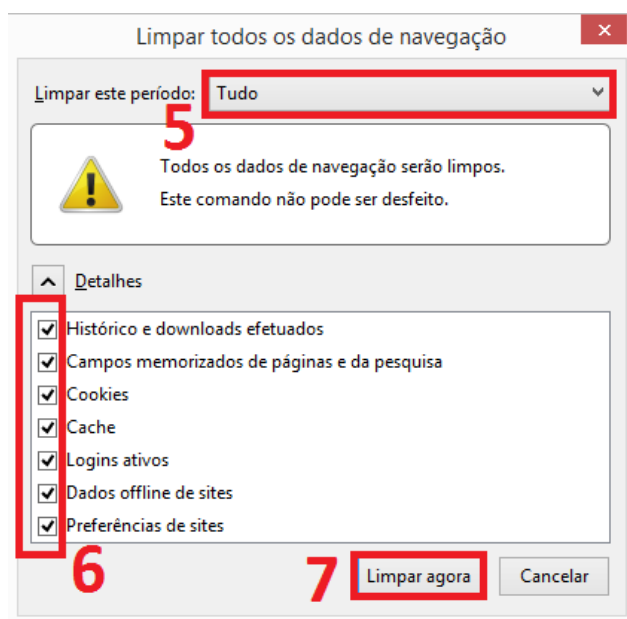 Limpar todos os dados de navegação
Limpar este período: Tudo
5
Todos os dados de navegação serão limpos.
Este comando não pode ser desfeito.
Detalhes
Histórico e downloads efetuados
Campos memorizados de páginas e da pesquisa
Cookies
Cache
Logins ativos
Dados offline de sites
Preferências de sites
6
7 Limpar agora Cancelar